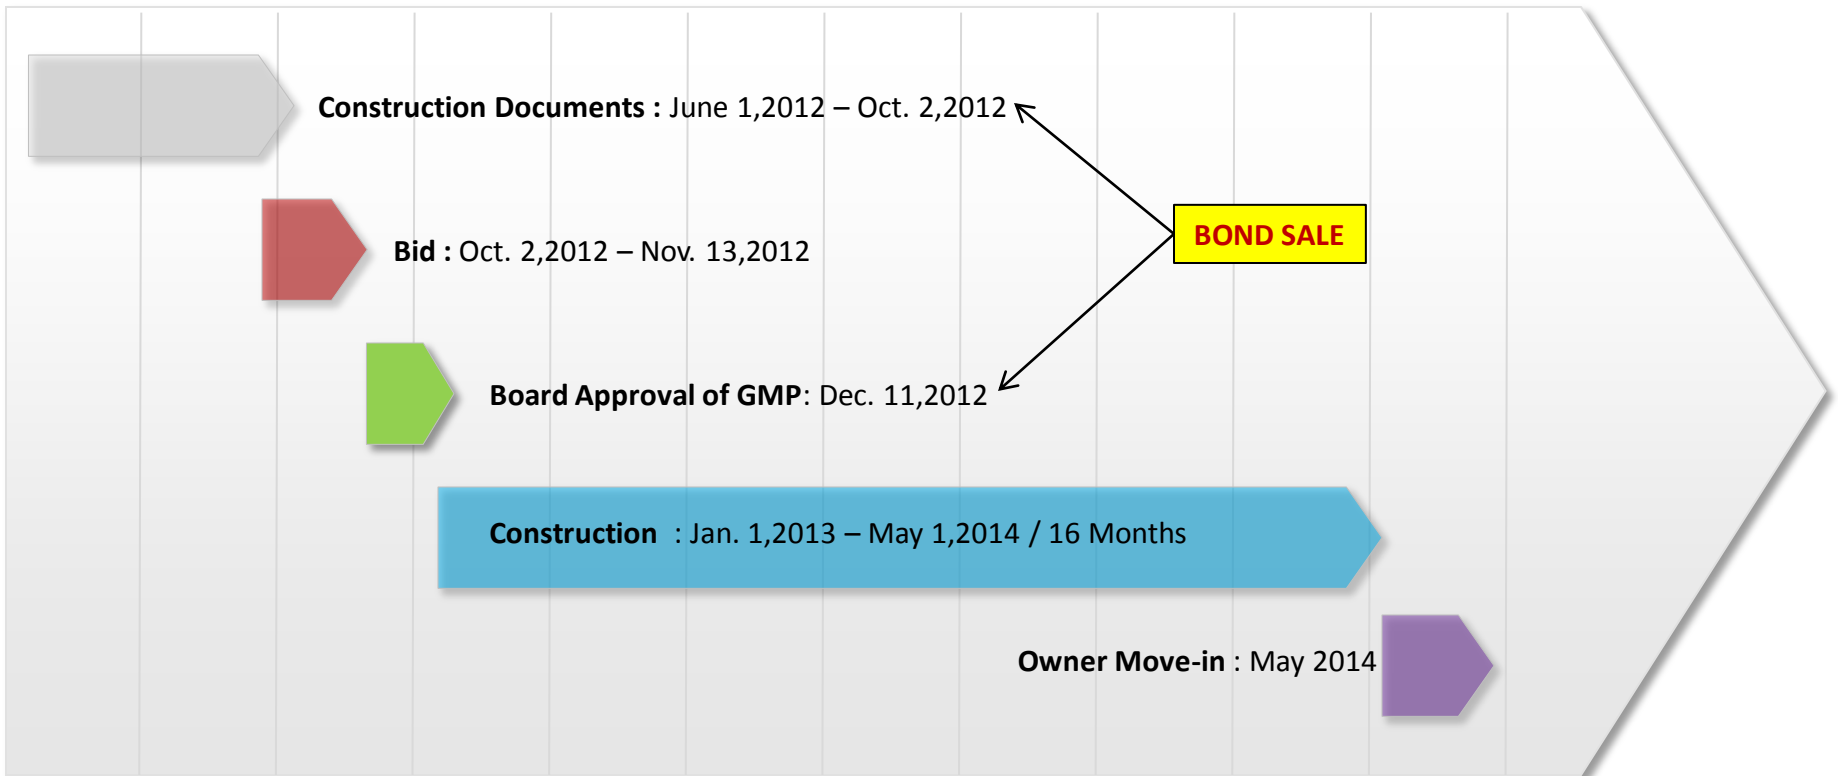 Construction Documents : June 1,2012 – Oct. 2,2012
BOND SALE
Bid : Oct. 2,2012 – Nov. 13,2012
Board Approval of GMP: Dec. 11,2012
Construction : Jan. 1,2013 – May 1,2014 / 16 Months
Owner Move-in : May 2014